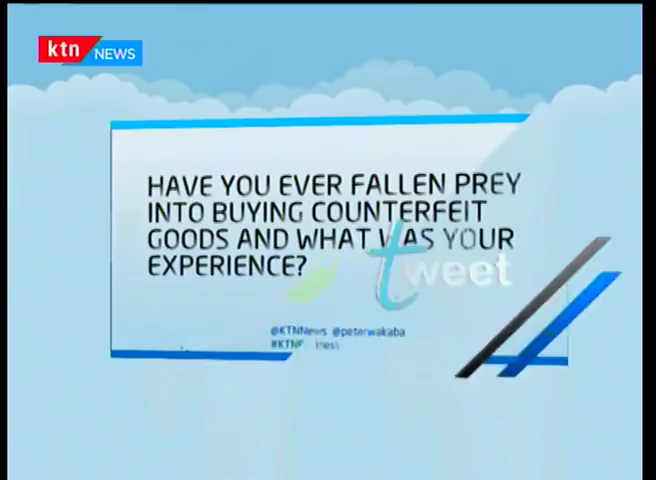 ktn NEWS
HAVE YOU EVER FALLEN PREY
INTO BUYING COUNTERFEIT
GOODS AND WHAT WAS YOUR
EXPERIENCE?
tweet
@KTNNews @peterwakaba